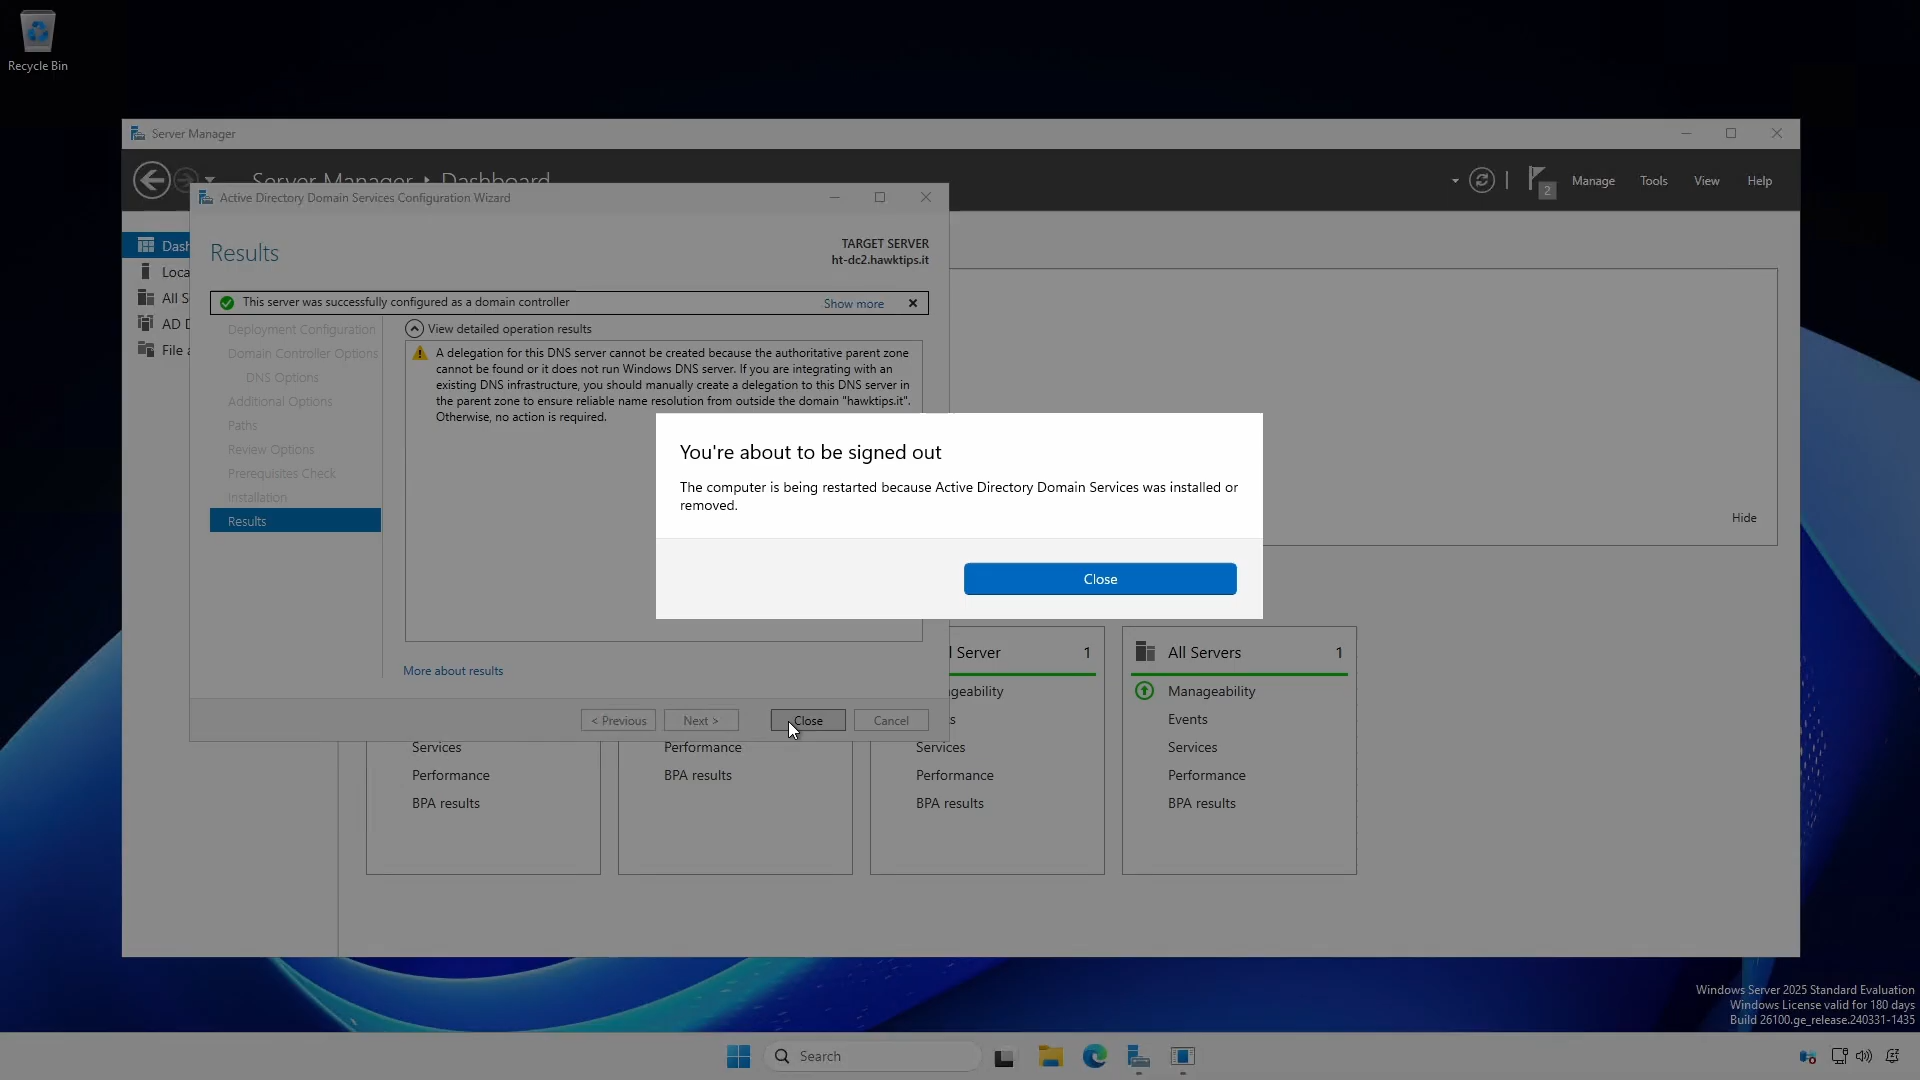 Recycle Bin
Server Manager
Server Manager ‣ Dashboard
2
Manage
Tools
View
Help
Active Directory Domain Services Configuration Wizard
Results
TARGET SERVER
ht-dc2.hawktips.it
This server was successfully configured as a domain controller
Show more
Deployment Configuration
Domain Controller Options
DNS Options
Additional Options
Paths
Review Options
Prerequisites Check
Installation
Results
View detailed operation results
A delegation for this DNS server cannot be created because the authoritative parent zone
cannot be found or it does not run Windows DNS server. If you are integrating with an
existing DNS infrastructure, you should manually create a delegation to this DNS server in
the parent zone to ensure reliable name resolution from outside the domain "hawktips.it".
Otherwise, no action is required.
More about results
< Previous
Next >
Close
Cancel
Dash
Loca
All S
AD D
File a
You're about to be signed out
The computer is being restarted because Active Directory Domain Services was installed or
removed.
Close
Hide
Services
Performance
BPA results
Performance
BPA results
l Server 1
geability
s
Services
Performance
BPA results
All Servers 1
Manageability
Events
Services
Performance
BPA results
Windows Server 2025 Standard Evaluation
Windows License valid for 180 days
Build 26100.ge_release.240331-1435
Search